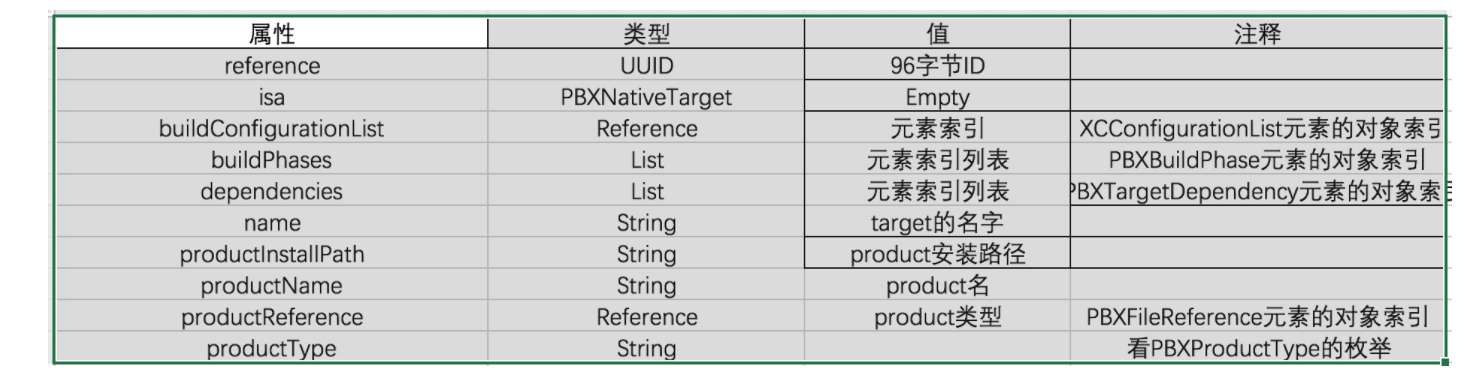 属性 类型 值 注释
reference UUID 96字节ID
isa PBXNativeTarget Empty
buildConfigurationList Reference 元素索引 XCConfigurationList元素的对象索引
buildPhases List 元素索引列表 PBXBuildPhase元素的对象索引
dependencies List 元素索引列表 PBXTargetDependency元素的对象索
name String target的名字
productInstallPath String product安装路径
productName String product名
productReference Reference product类型 PBXFileReference元素的对象索引
productType String 看PBXProductType的枚举